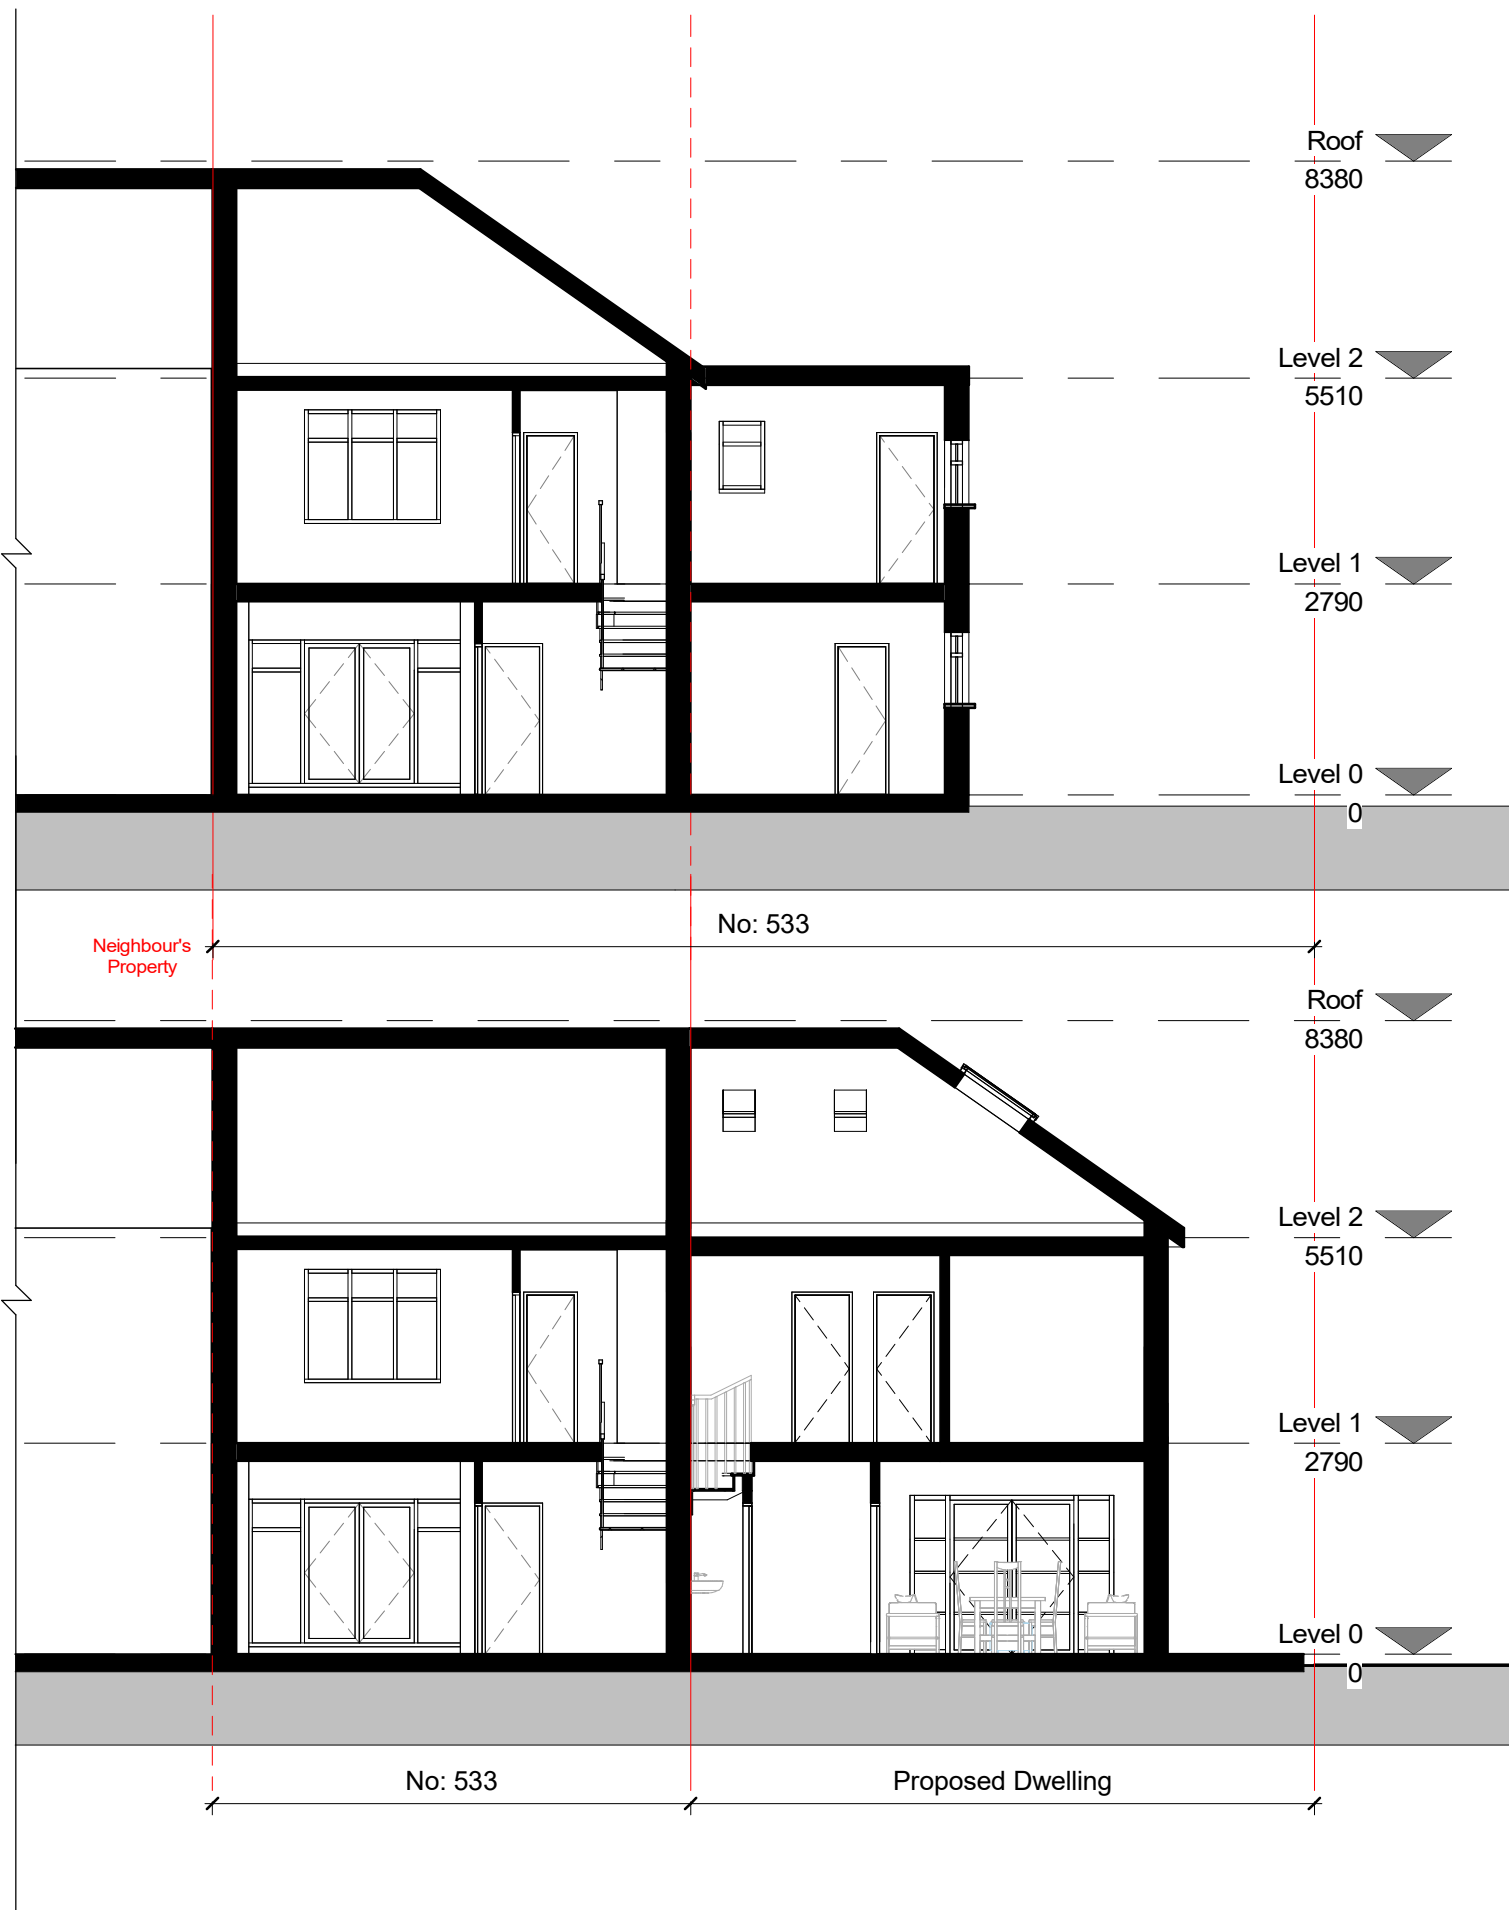 Roof
8380
Level 2
5510
Level 1
2790
Level 0
0
No: 533
Neighbour's
Property
Roof
8380
Level 2
5510
Level 1
2790
Level 0
0
No: 533
Proposed Dwelling